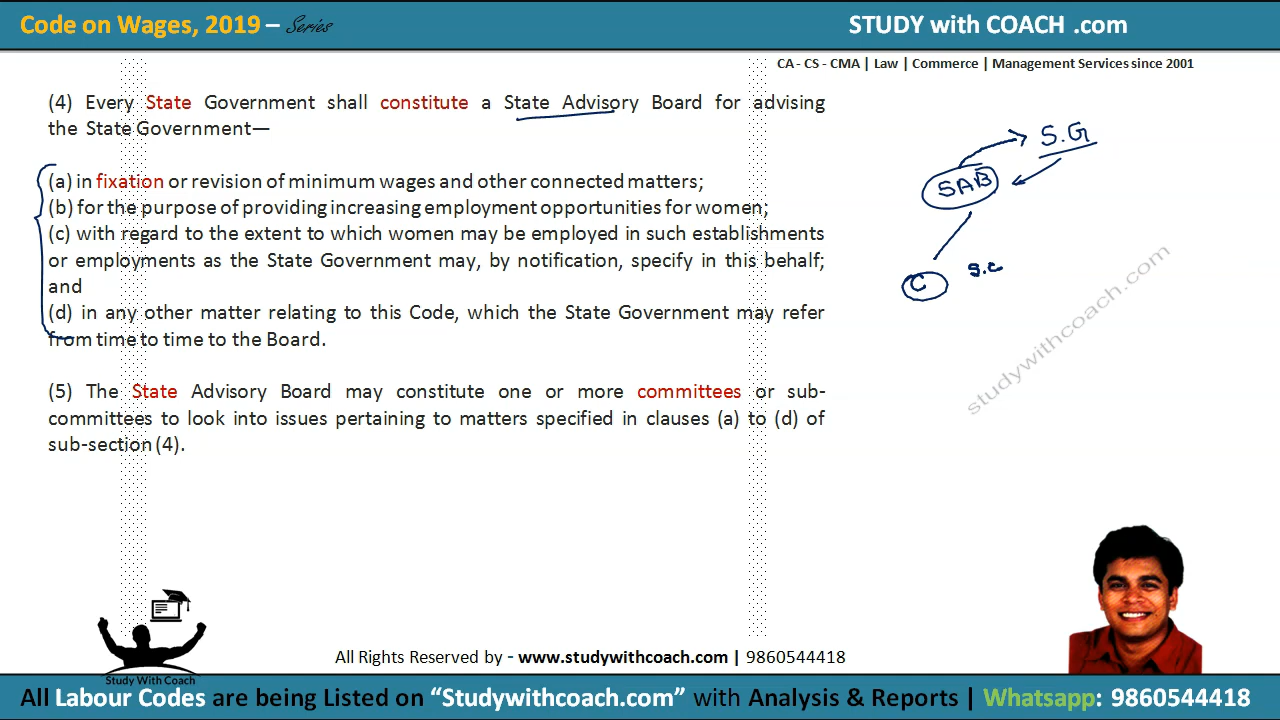 Code on Wages, 2019 – Series
STUDY with COACH .com
CA - CS - CMA | Law | Commerce | Management Services since 2001
(4) Every State Government shall constitute a State Advisory Board for advising
the State Government—
(a) in fixation or revision of minimum wages and other connected matters;
(b) for the purpose of providing increasing employment opportunities for women;
(c) with regard to the extent to which women may be employed in such establishments
or employments as the State Government may, by notification, specify in this behalf;
and
(d) in any other matter relating to this Code, which the State Government may refer
from time to time to the Board.
(5) The State Advisory Board may constitute one or more committees or sub-
committees to look into issues pertaining to matters specified in clauses (a) to (d) of
sub-section (4).
S.G
SAB
C
S.C
studywithcoach.com
Study With Coach
All Rights Reserved by - www.studywithcoach.com | 9860544418
All Labour Codes are being Listed on “Studywithcoach.com” with Analysis & Reports | Whatsapp: 9860544418